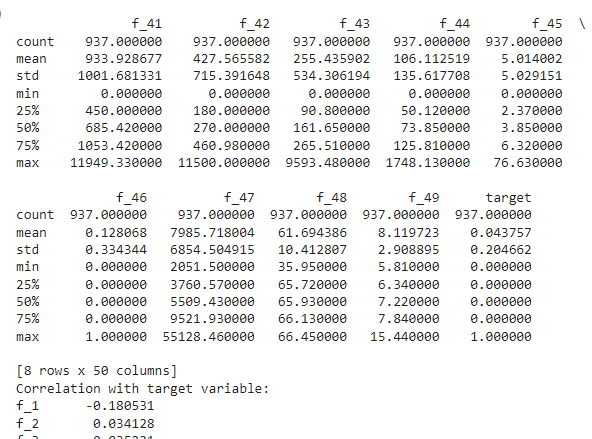 f_41 f_42 f_43 f_44 f_45 \
count 937.000000 937.000000 937.000000 937.000000 937.000000
mean 933.928677 427.565582 255.435902 106.112519 5.014002
std 1001.681331 715.391648 534.306194 135.617708 5.029151
min 0.000000 0.000000 0.000000 0.000000 0.000000
25% 450.000000 180.000000 90.800000 50.120000 2.370000
50% 685.420000 270.000000 161.650000 73.850000 3.850000
75% 1053.420000 460.980000 265.510000 125.810000 6.320000
max 11949.330000 11500.000000 9593.480000 1748.130000 76.630000
f_46 f_47 f_48 f_49 target
count 937.000000 937.000000 937.000000 937.000000 937.000000
mean 0.128068 7985.718004 61.694386 8.119723 0.043757
std 0.334344 6854.504915 10.412807 2.908895 0.204662
min 0.000000 2051.500000 35.950000 5.810000 0.000000
25% 0.000000 3760.570000 65.720000 6.340000 0.000000
50% 0.000000 5509.430000 65.930000 7.220000 0.000000
75% 0.000000 9521.930000 66.130000 7.840000 0.000000
max 1.000000 55128.460000 66.450000 15.440000 1.000000
[8 rows x 50 columns]
Correlation with target variable:
f_1 -0.180531
f_2 0.034128